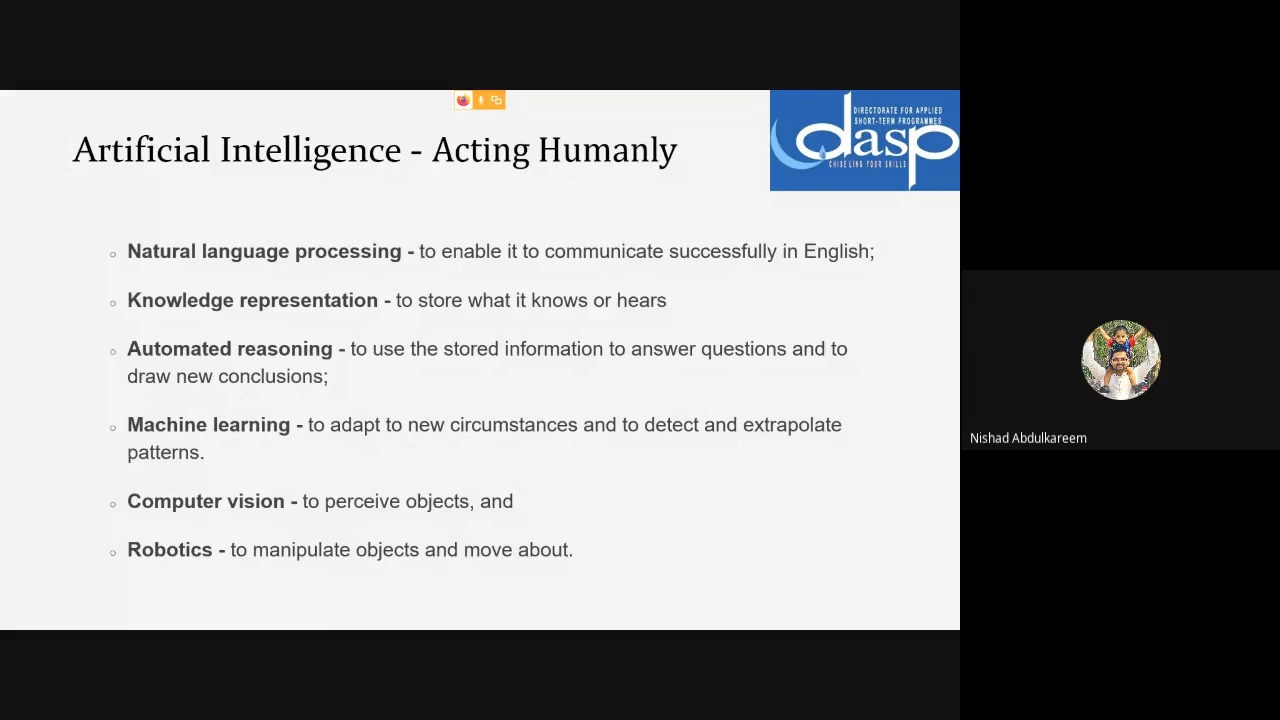 Artificial Intelligence - Acting Humanly
DIRECTORATE FOR APPLIED
SHORT-TERM PROGRAMMES
dasp
CHISELING YOUR SKILLS
○ Natural language processing - to enable it to communicate successfully in English;
○ Knowledge representation - to store what it knows or hears
○ Automated reasoning - to use the stored information to answer questions and to
draw new conclusions;
○ Machine learning - to adapt to new circumstances and to detect and extrapolate
patterns.
○ Computer vision - to perceive objects, and
○ Robotics - to manipulate objects and move about.
Nishad Abdulkareem